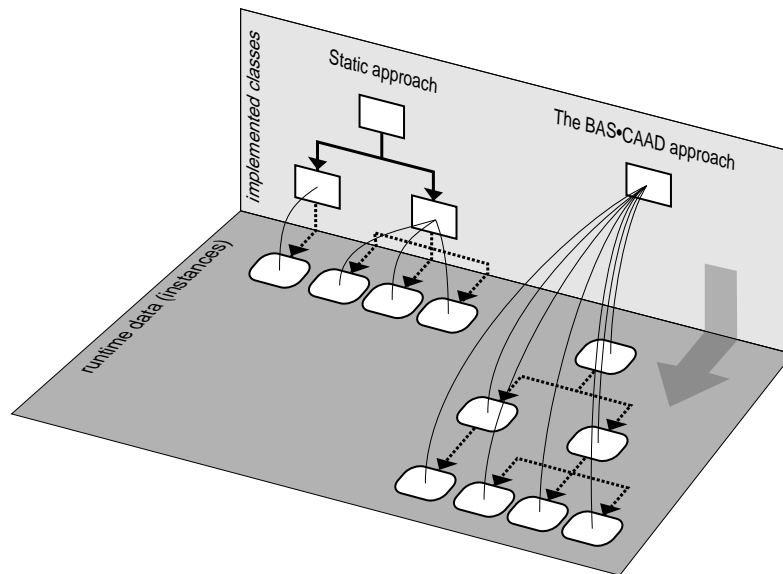 implemented classes
Static approach
The BAS•CAAD approach
runtime data (instances)